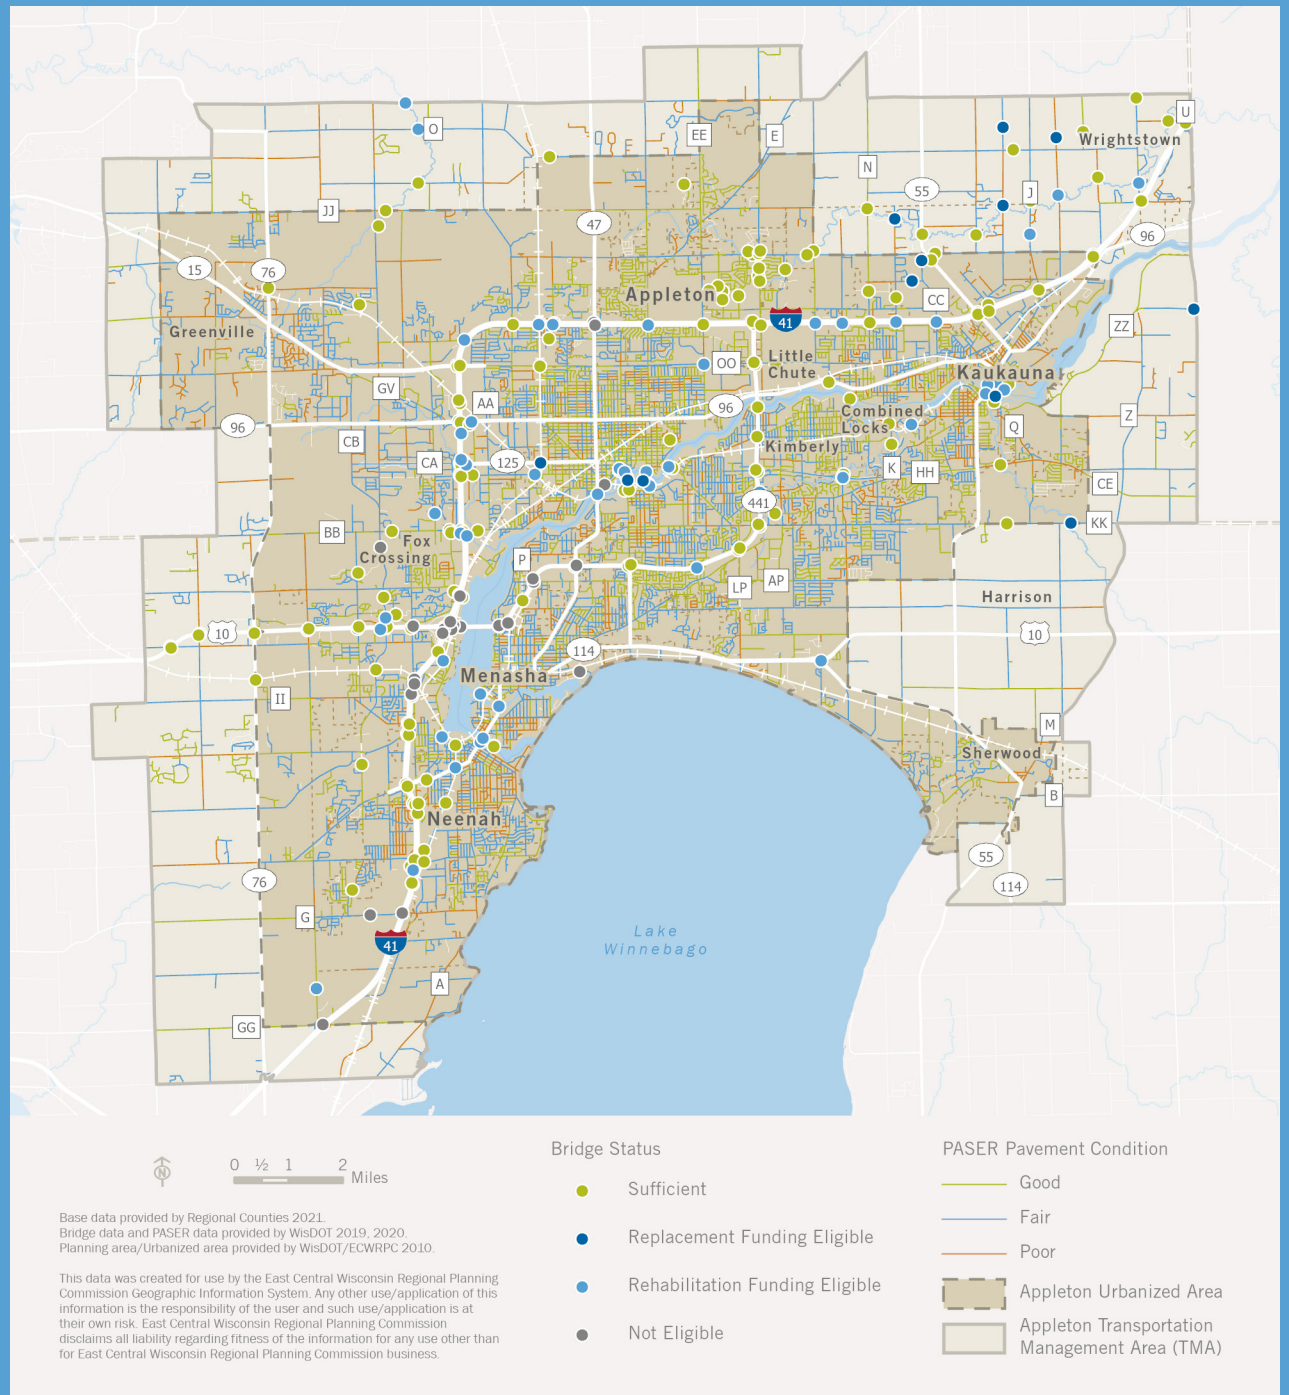 O
EE
E
U
Wrightstown
N
55
J
JJ
47
96
15
76
Appleton
CC
41
ZZ
Greenville
Little
Chute
OO
Kaukauna
GV
AA
96
Combined
Locks
Z
96
CB
Q
Kimberly
CA
125
K
HH
CE
441
KK
BB
Fox
Crossing
P
LP
AP
Harrison
10
10
114
Menasha
II
M
Sherwood
B
Neenah
55
76
114
G
Lake
Winnebago
41
A
GG
0 ½ 1 2
Miles
Base data provided by Regional Counties 2021.
Bridge data and PASER data provided by WisDOT 2019, 2020.
Planning area/Urbanized area provided by WisDOT/ECWRPC 2010.
This data was created for use by the East Central Wisconsin Regional Planning
Commission Geographic Information System. Any other use/application of this
information is the responsibility of the user and such use/application is at
their own risk. East Central Wisconsin Regional Planning Commission
disclaims all liability regarding fitness of the information for any use other than
for East Central Wisconsin Regional Planning Commission business.
N
Bridge Status
Sufficient
Replacement Funding Eligible
Rehabilitation Funding Eligible
Not Eligible
PASER Pavement Condition
Good
Fair
Poor
Appleton Urbanized Area
Appleton Transportation
Management Area (TMA)